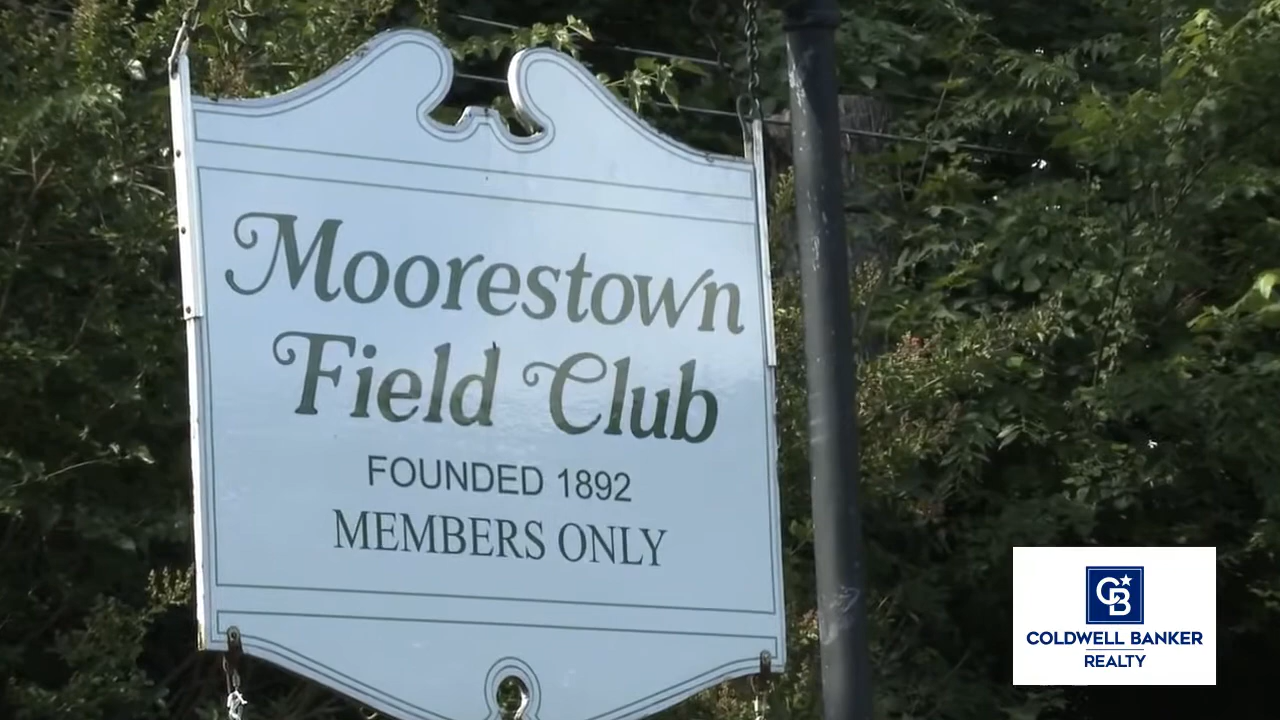 Moorestown
Field Club
FOUNDED 1892
MEMBERS ONLY
CB
COLDWELL BANKER
REALTY